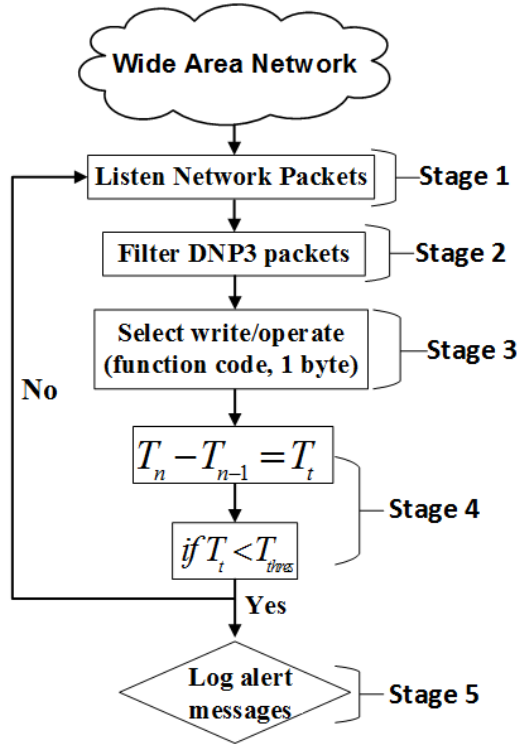 Wide Area Network
Listen Network Packets
Stage 1
Filter DNP3 packets
Stage 2
Select write/operate
(function code, 1 byte)
Stage 3
No
Tₙ − Tₙ₋₁ = Tₜ
Stage 4
if Tₜ < Tₜₕᵣₑₛ
Yes
Log alert
messages
Stage 5